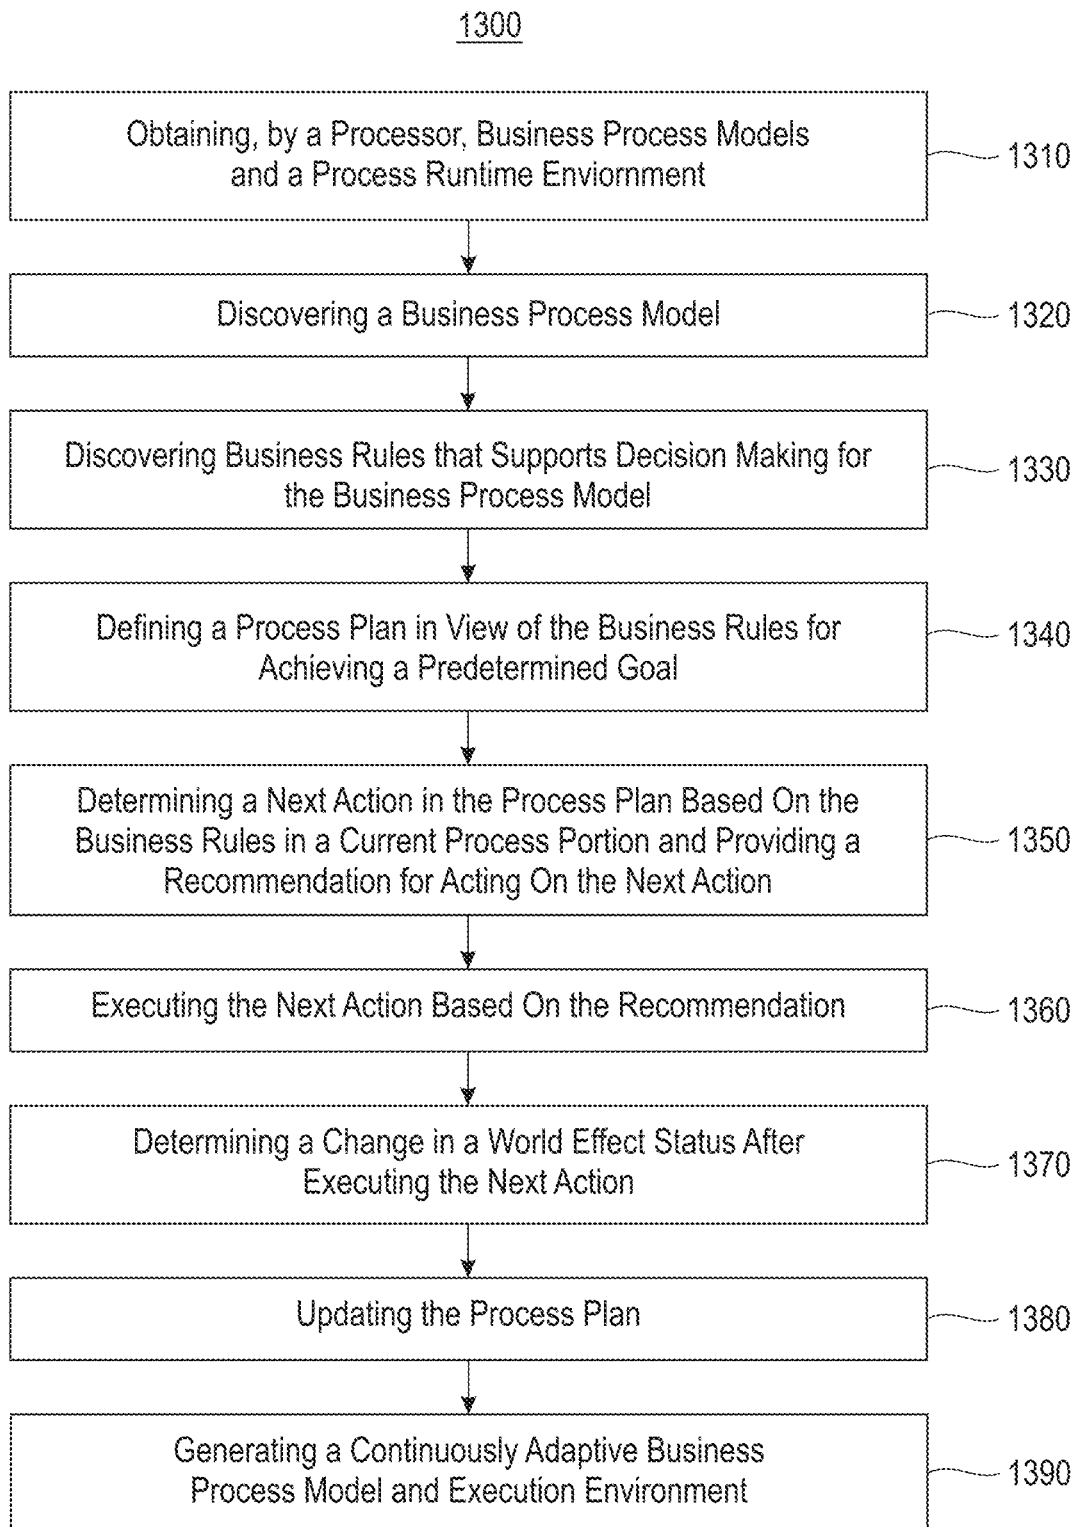 1300
Obtaining, by a Processor, Business Process Models
and a Process Runtime Enviornment
1310
Discovering a Business Process Model
1320
Discovering Business Rules that Supports Decision Making for
the Business Process Model
1330
Defining a Process Plan in View of the Business Rules for
Achieving a Predetermined Goal
1340
Determining a Next Action in the Process Plan Based On the
Business Rules in a Current Process Portion and Providing a
Recommendation for Acting On the Next Action
1350
Executing the Next Action Based On the Recommendation
1360
Determining a Change in a World Effect Status After
Executing the Next Action
1370
Updating the Process Plan
1380
Generating a Continuously Adaptive Business
Process Model and Execution Environment
1390